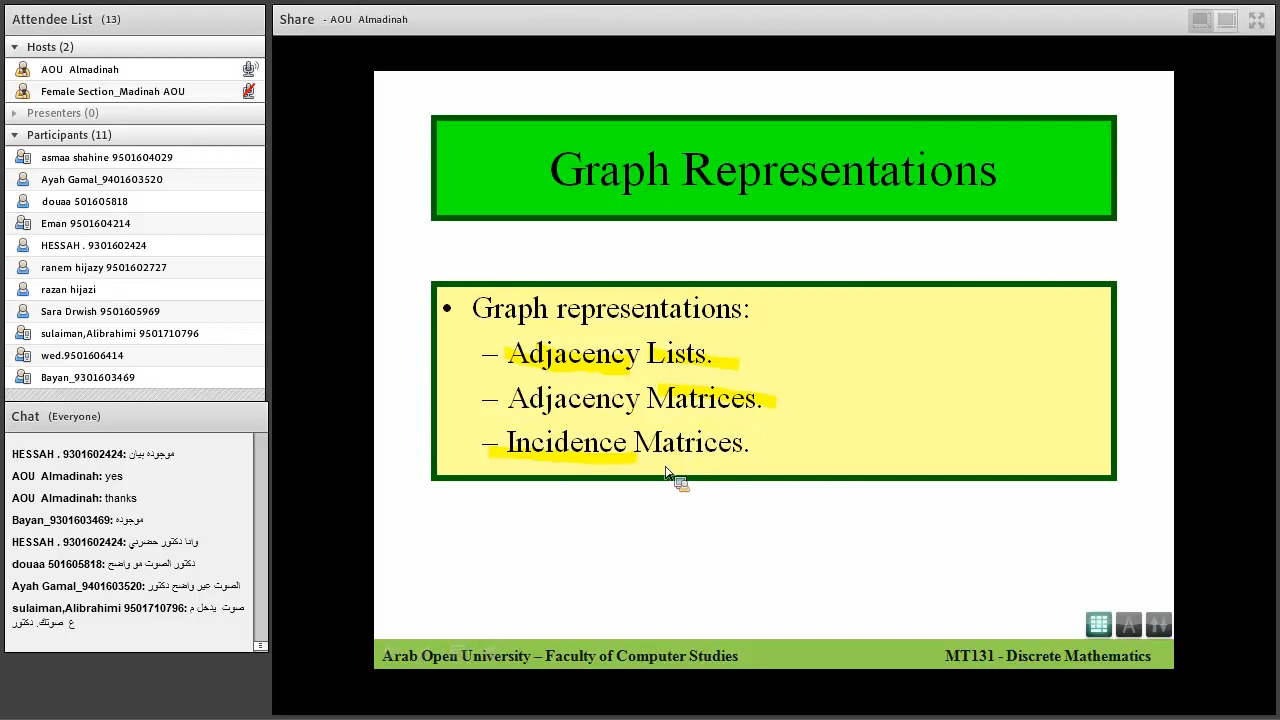 Attendee List (13)
Hosts (2)
AOU Almadinah
Female Section_Madinah AOU
Presenters (0)
Participants (11)
asmaa shahine 9501604029
Ayah Gamal_9401603520
douaa 501605818
Eman 9501604214
HESSAH . 9301602424
ranem hijazy 9501602727
razan hijazi
Sara Drwish 9501605969
sulaiman,Alibrahimi 9501710796
wed.9501606414
Bayan_9301603469
Chat (Everyone)
HESSAH . 9301602424: موجوده بيان
AOU Almadinah: yes
AOU Almadinah: thanks
Bayan_9301603469: موجوده
HESSAH . 9301602424: وانا دكتور حضرني
douaa 501605818: دكتور الصوت مو واضح
Ayah Gamal_9401603520: الصوت غير واضح دكتور
sulaiman,Alibrahimi 9501710796: صوت يدخل م
ع صوتك. دكتور
Share - AOU Almadinah
Graph Representations
• Graph representations:
– Adjacency Lists.
– Adjacency Matrices.
– Incidence Matrices.
A
Arab Open University – Faculty of Computer Studies
MT131 - Discrete Mathematics